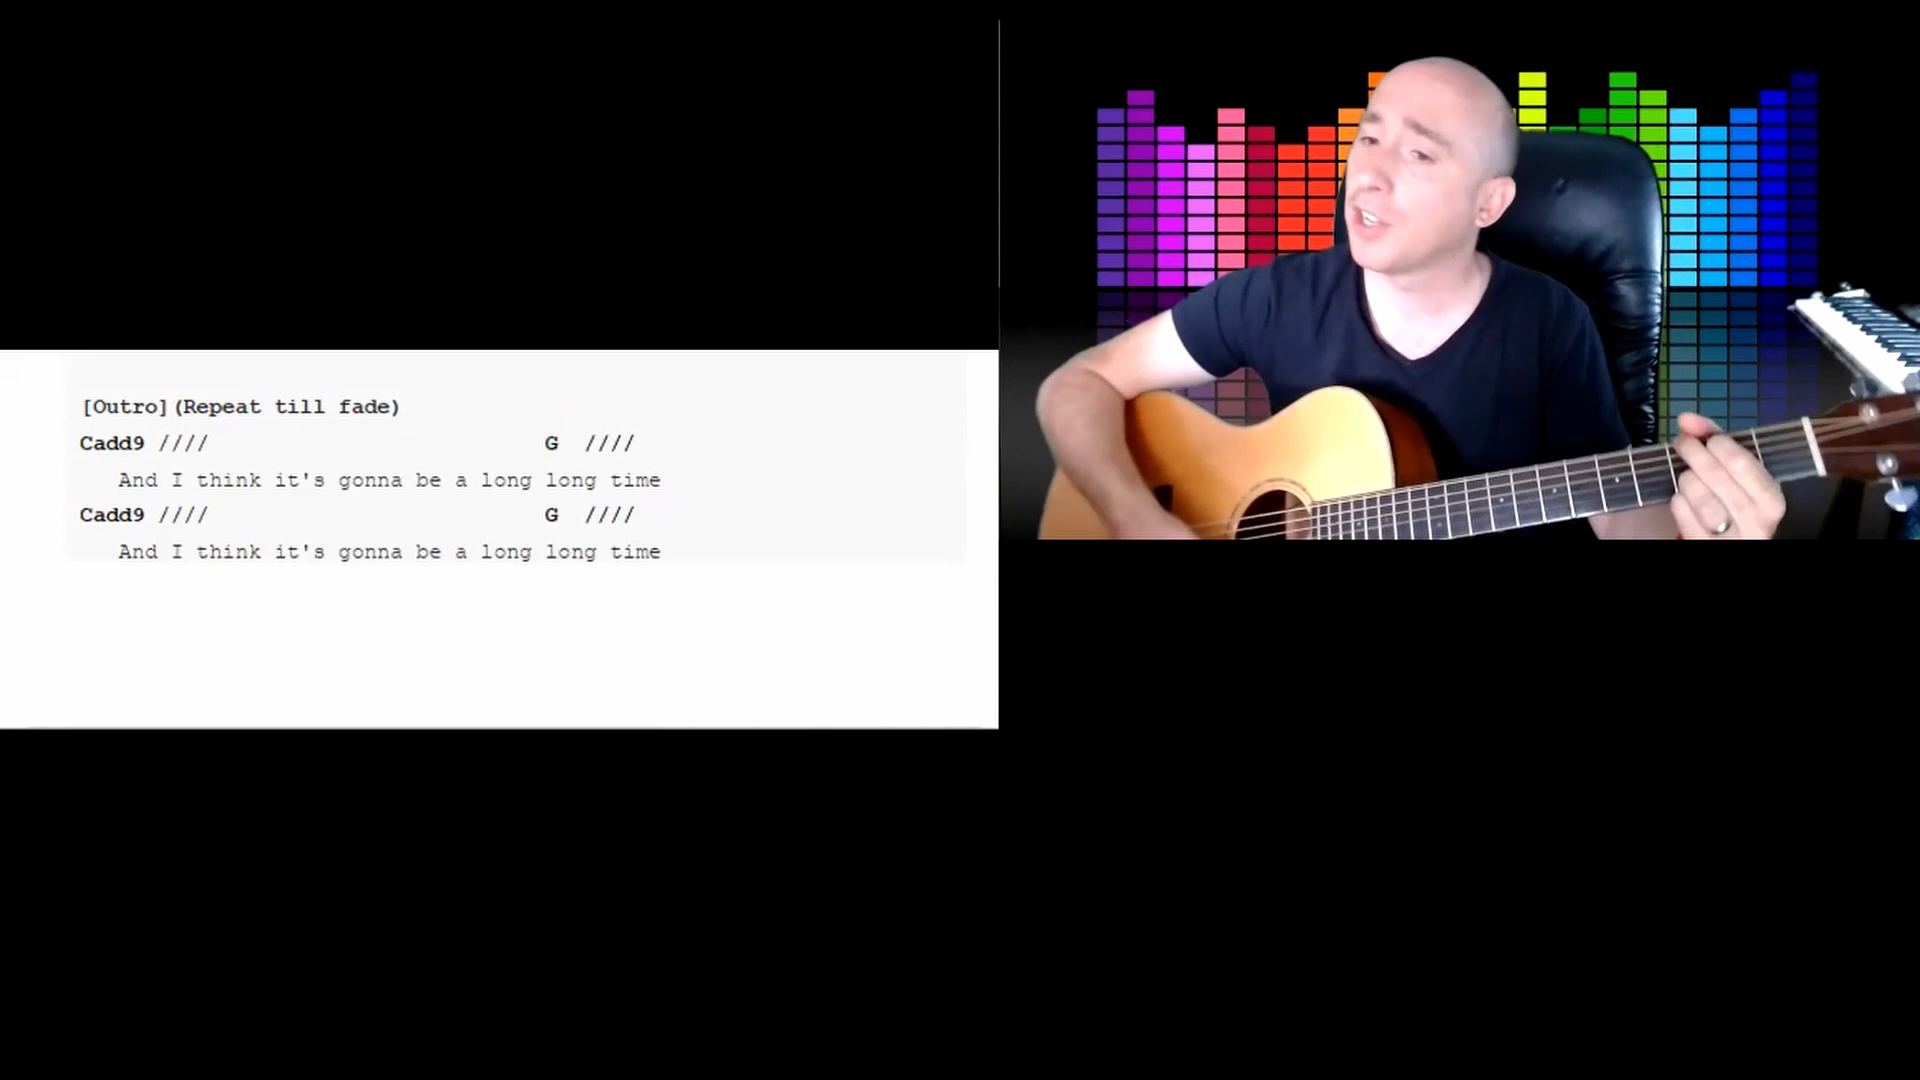 [Outro](Repeat till fade)
Cadd9 //// G ////
And I think it's gonna be a long long time
Cadd9 //// G ////
And I think it's gonna be a long long time